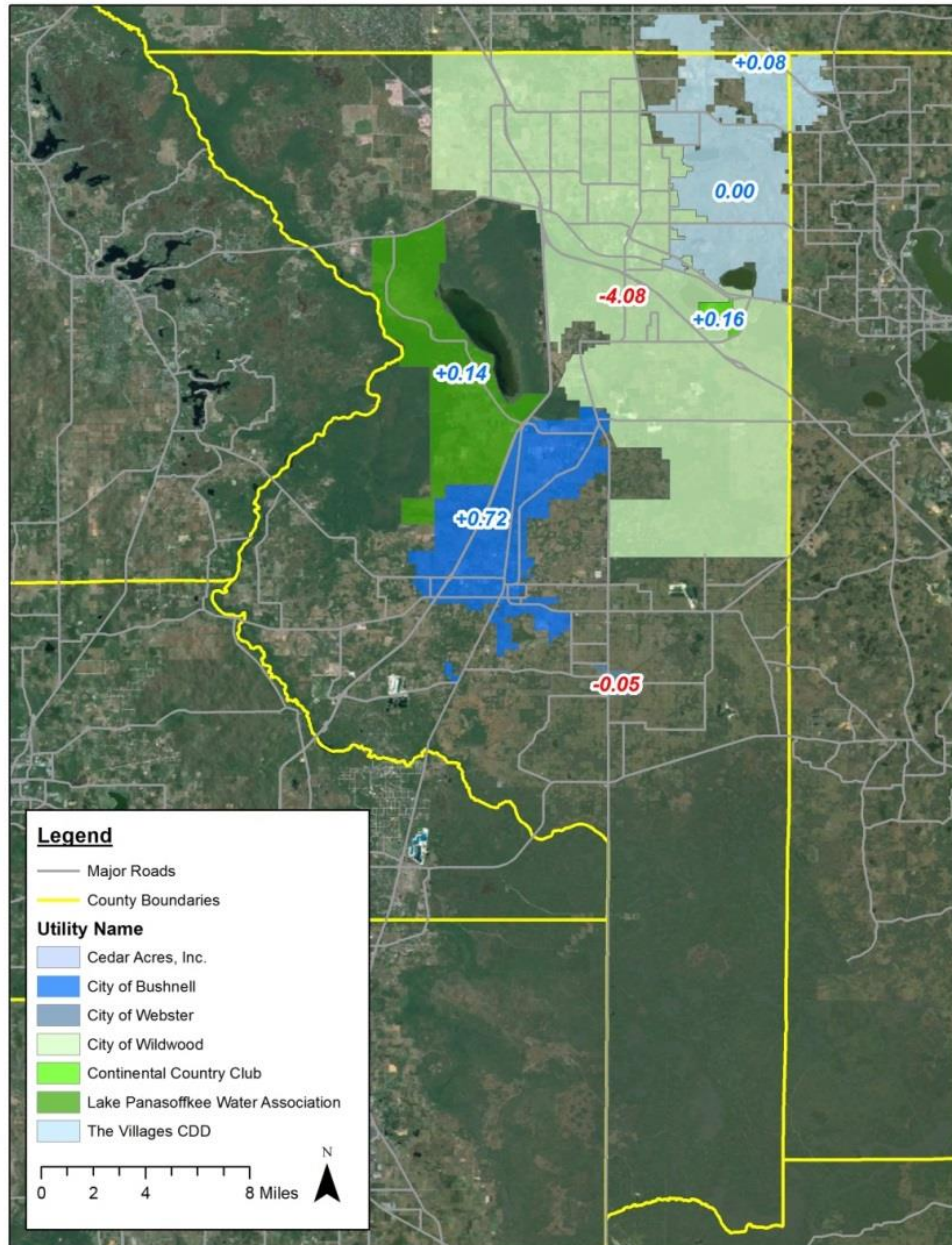 +0.08
0.00
-4.08
+0.16
+0.14
+0.72
-0.05
Legend
Major Roads
County Boundaries
Utility Name
Cedar Acres, Inc.
City of Bushnell
City of Webster
City of Wildwood
Continental Country Club
Lake Panasoffkee Water Association
The Villages CDD
N
0 2 4 8 Miles